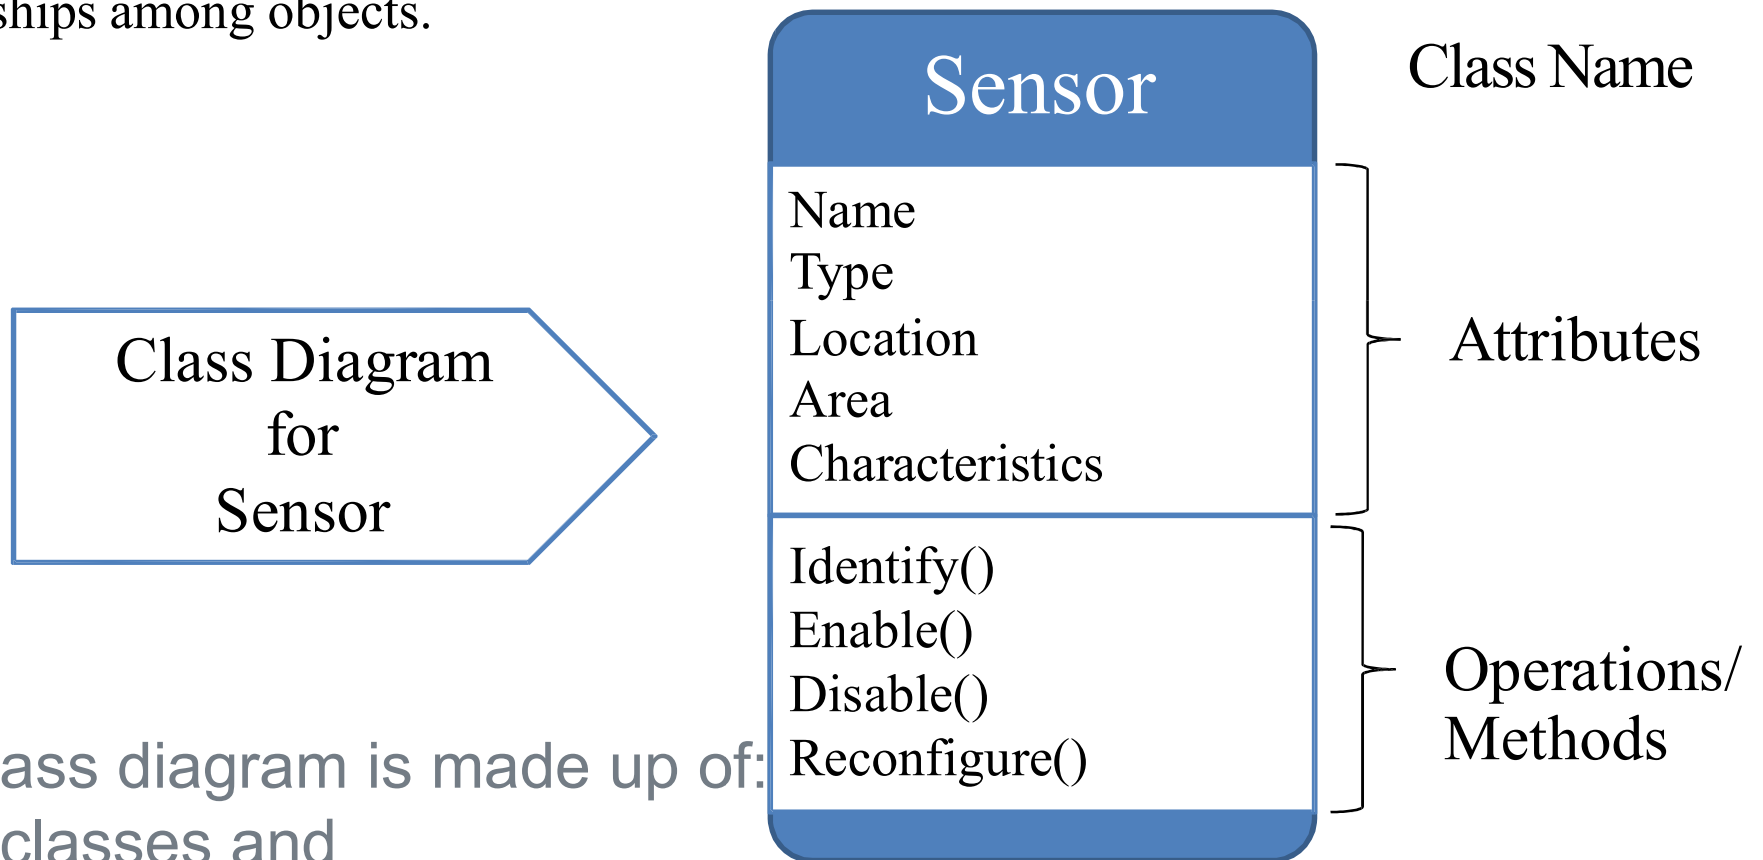 ships among objects.
Sensor
Class Name
Name
Type
Location
Area
Characteristics
Attributes
Class Diagram
for
Sensor
Identify()
Enable()
Disable()
Reconfigure()
Operations/
Methods
ass diagram is made up of:
classes and